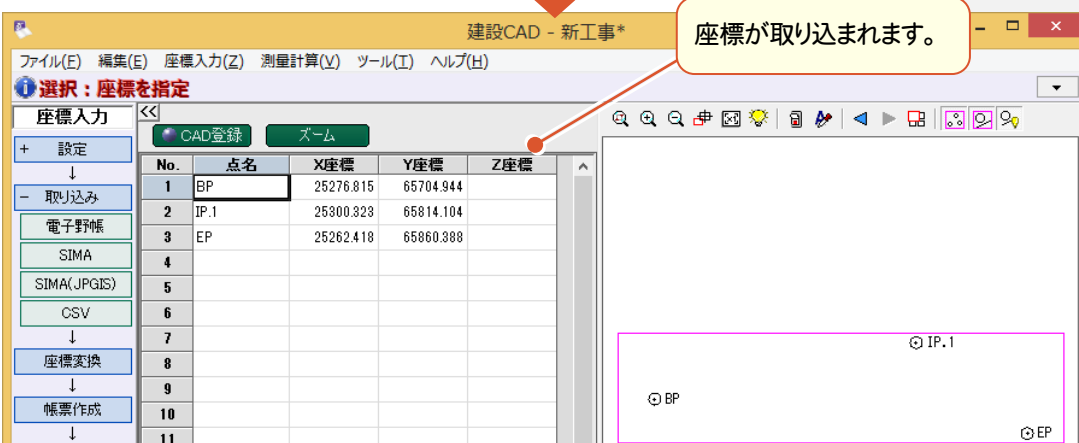 建設CAD - 新工事*
座標が取り込まれます。
ファイル(F) 編集(E) 座標入力(Z) 測量計算(V) ツール(T) ヘルプ(H)
選択：座標を指定
座標入力
<<
CAD登録 ズーム
+ 設定
↓
- 取り込み
電子野帳
SIMA
SIMA(JPGIS)
CSV
↓
座標変換
↓
帳票作成
↓
No. 点名 X座標 Y座標 Z座標
1 BP 25276.815 65704.944
2 IP.1 25300.323 65814.104
3 EP 25262.418 65860.388
4
5
6
7
8
9
10
11
IP.1
BP
EP